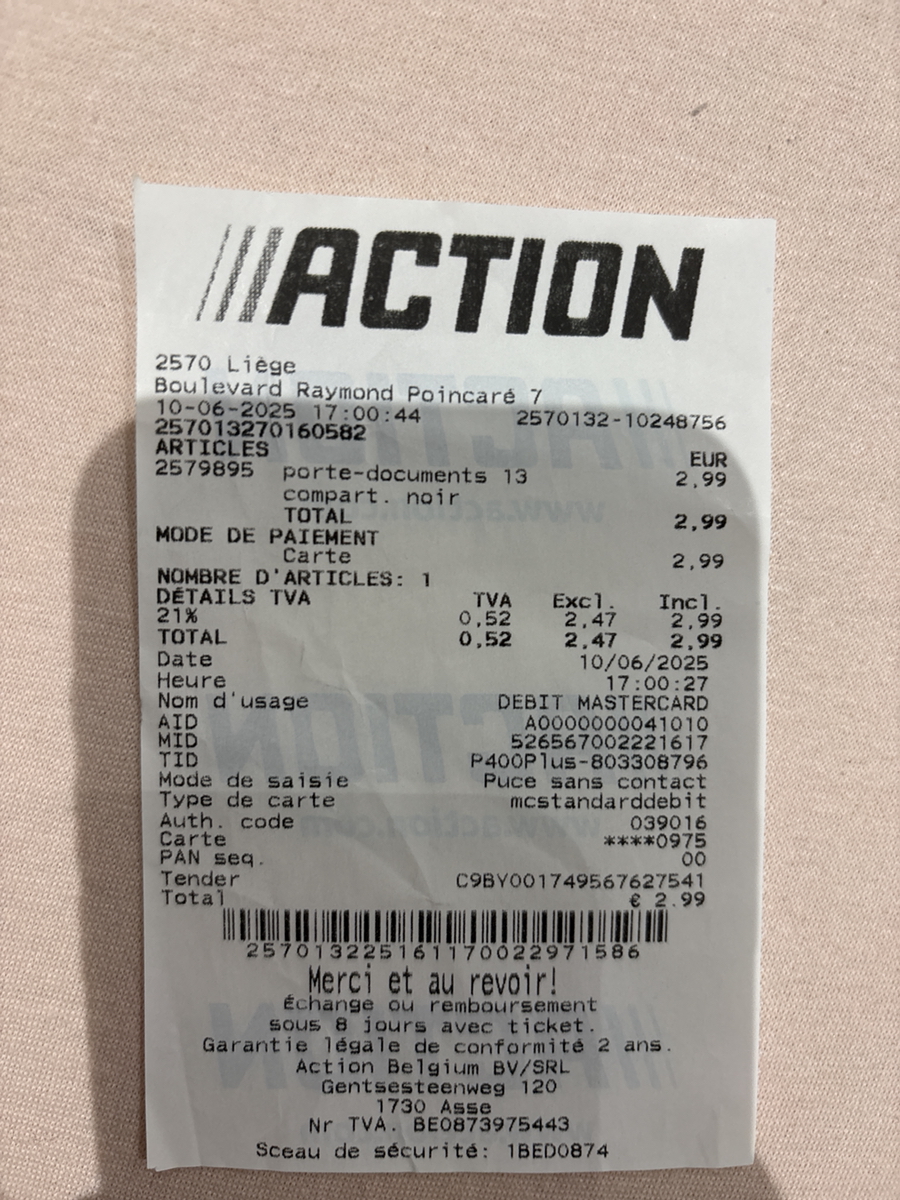 ///ACTION
2570 Liège
Boulevard Raymond Poincaré 7
10-06-2025 17:00:44 2570132-10248756
257013270160582
ARTICLES EUR
2579895 porte-documents 13 2,99
compart. noir
TOTAL 2,99
MODE DE PAIEMENT
Carte 2,99
NOMBRE D'ARTICLES: 1
DÉTAILS TVA TVA Excl. Incl.
21% 0,52 2,47 2,99
TOTAL 0,52 2,47 2,99
Date 10/06/2025
Heure 17:00:27
Nom d'usage DEBIT MASTERCARD
AID A0000000041010
MID 526567002221617
TID P400Plus-803308796
Mode de saisie Puce sans contact
Type de carte mcstandarddebit
Auth. code 039016
Carte ****0975
PAN seq. 00
Tender C9BY001749567627541
Total € 2.99
257013225161170022971586
Merci et au revoir!
Échange ou remboursement
sous 8 jours avec ticket.
Garantie légale de conformité 2 ans.
Action Belgium BV/SRL
Gentsesteenweg 120
1730 Asse
Nr TVA. BE0873975443
Sceau de sécurité: 1BED0874